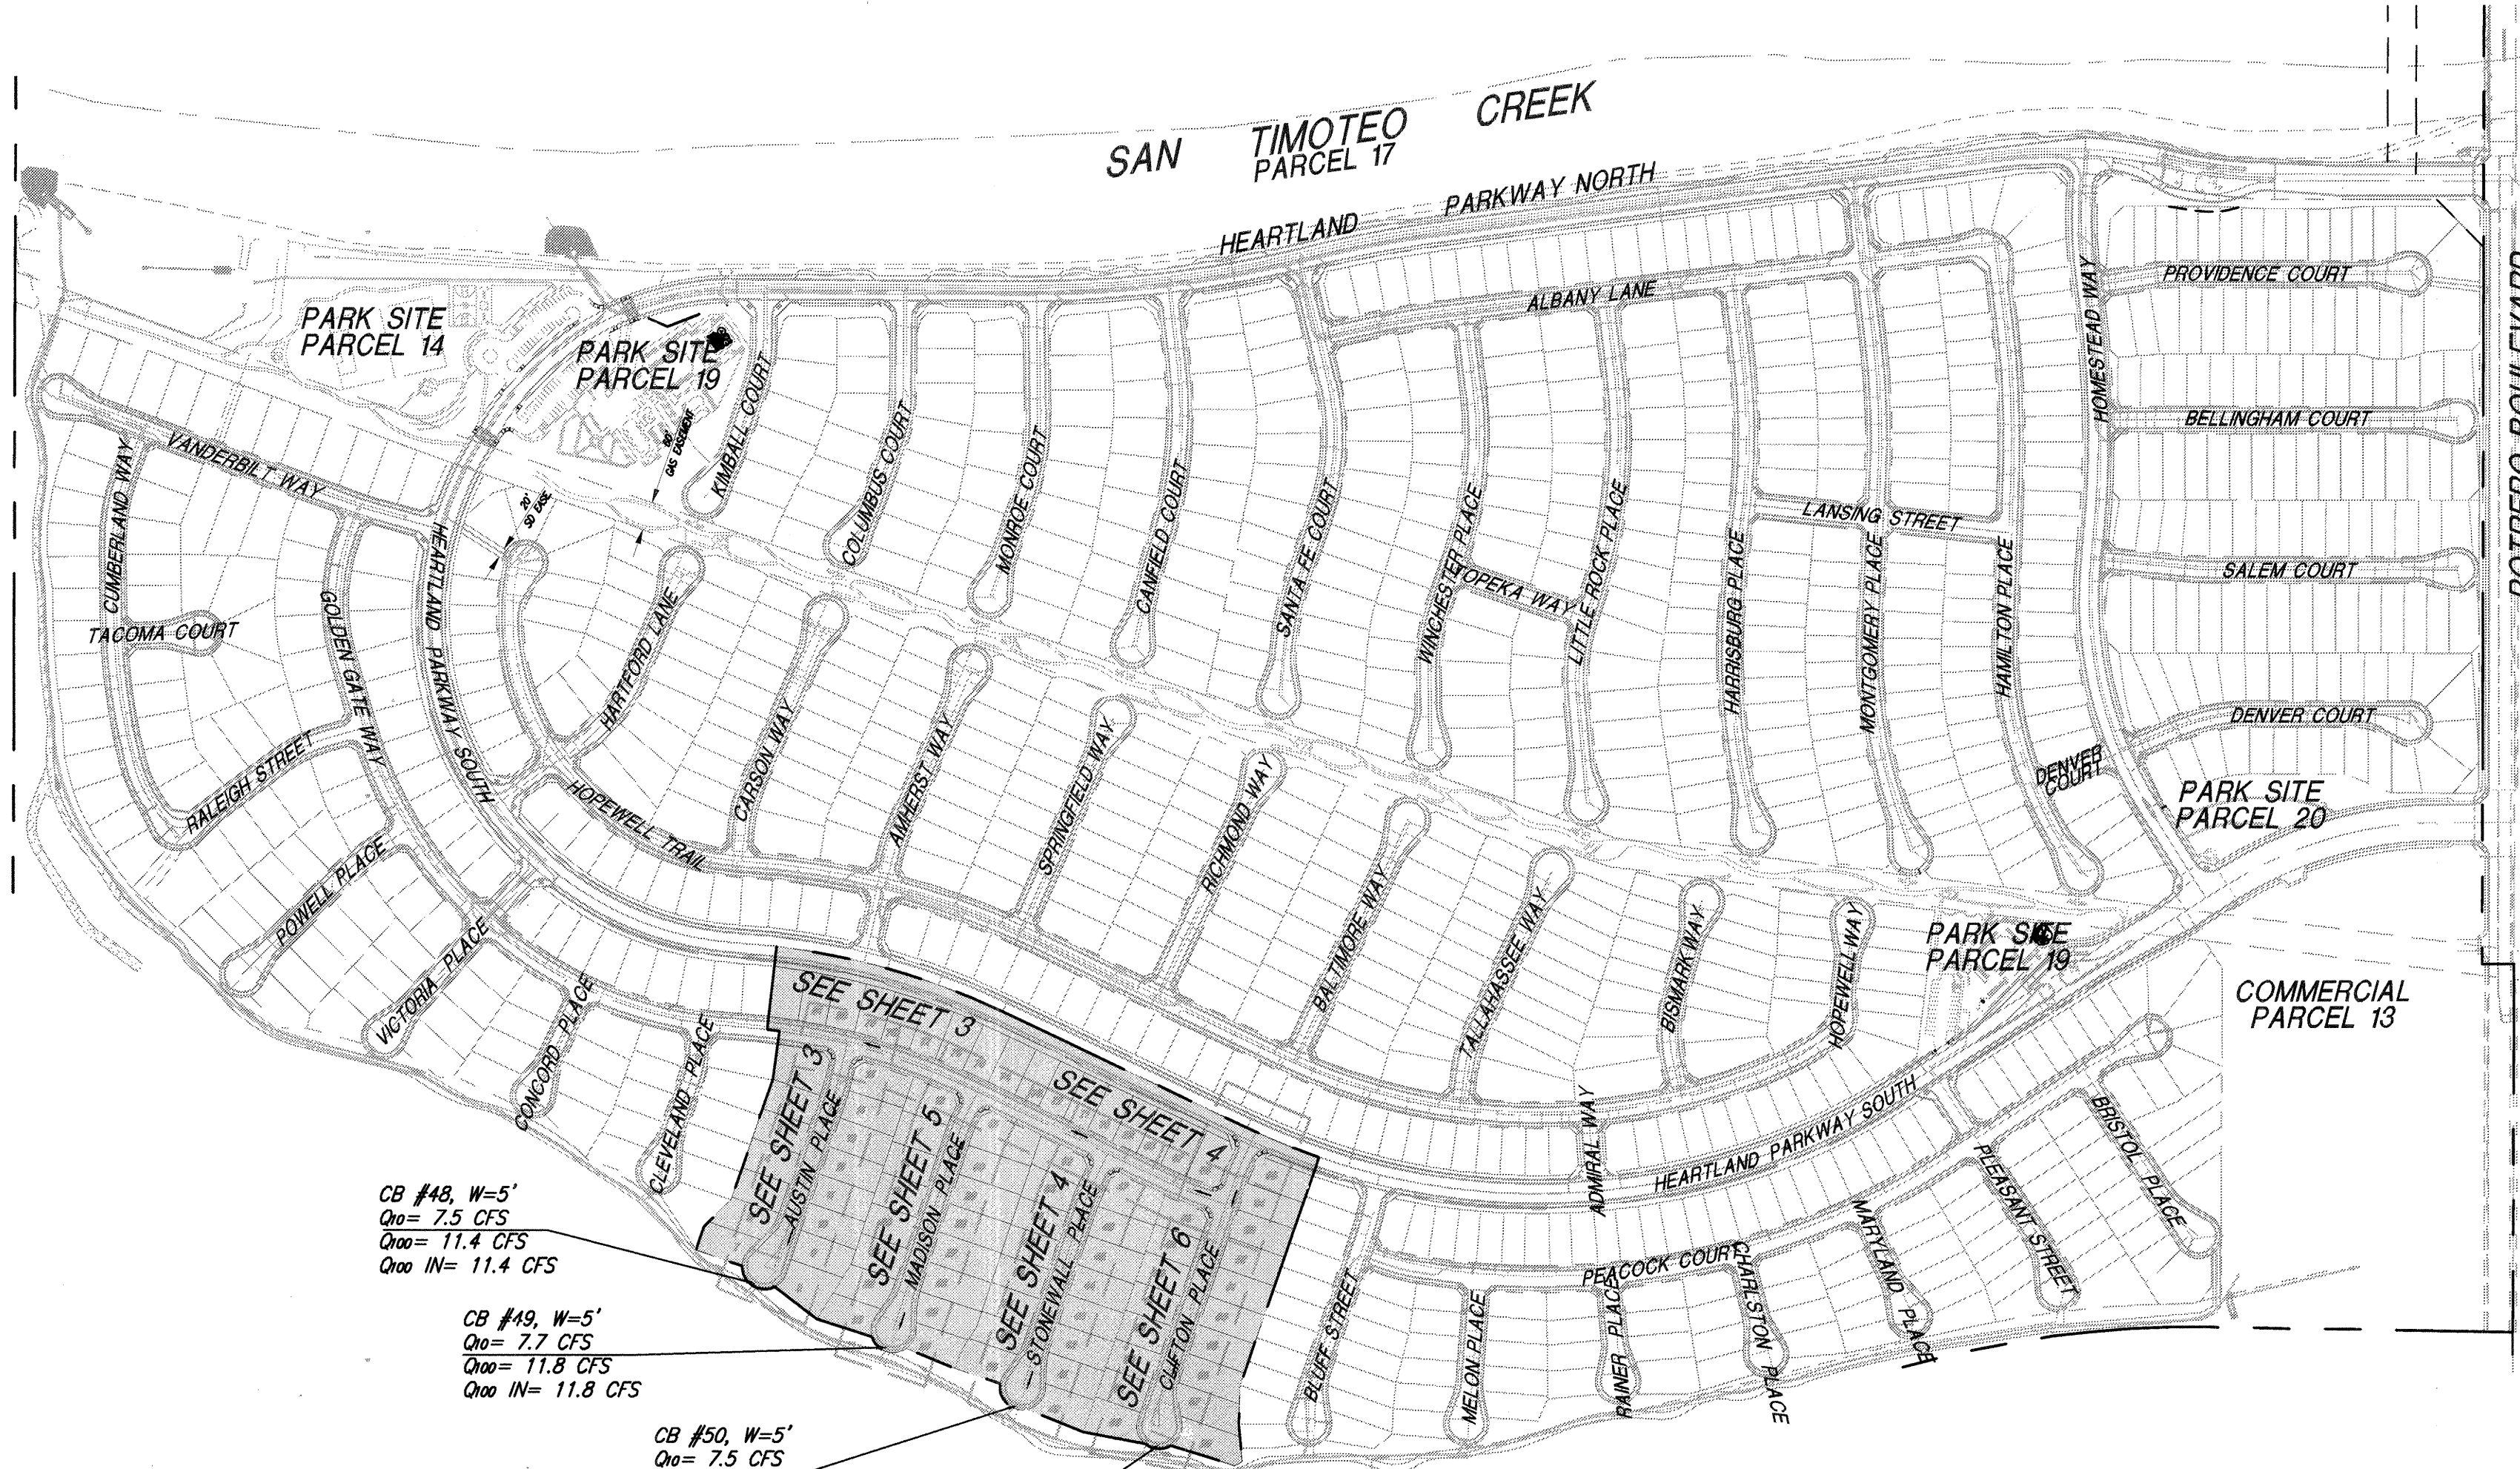 SAN TIMOTEO CREEK
PARCEL 17
HEARTLAND PARKWAY NORTH
PARK SITE
PARCEL 14
PARK SITE
PARCEL 19
KIMBALL COURT
60'
GAS EASEMENT
COLUMBUS COURT
MONROE COURT
CANFIELD COURT
SANTA FE COURT
ALBANY LANE
WINCHESTER PLACE
TOPEKA WAY
LITTLE ROCK PLACE
HARRISBURG PLACE
LANSING STREET
MONTGOMERY PLACE
HAMILTON PLACE
HOMESTEAD WAY
PROVIDENCE COURT
BELLINGHAM COURT
SALEM COURT
DENVER COURT
DENVER
COURT
PARK SITE
PARCEL 20
VANDERBILT WAY
CUMBERLAND WAY
TACOMA COURT
GOLDEN GATE WAY
RALEIGH STREET
POWELL PLACE
VICTORIA PLACE
CONCORD PLACE
CLEVELAND PLACE
HEARTLAND PARKWAY SOUTH
20'
SD EASE
HARTFORD LANE
HOPEWELL TRAIL
CARSON WAY
AMHERST WAY
SPRINGFIELD WAY
RICHMOND WAY
BALTIMORE WAY
TALLAHASSEE WAY
BISMARK WAY
HOPEWELL WAY
PARK SITE
PARCEL 19
COMMERCIAL
PARCEL 13
SEE SHEET 3
SEE SHEET 4
SEE SHEET 3
AUSTIN PLACE
SEE SHEET 5
MADISON PLACE
SEE SHEET 4
STONEWALL PLACE
SEE SHEET 6
CLIFTON PLACE
ADMIRAL WAY
HEARTLAND PARKWAY SOUTH
BLUFF STREET
MELON PLACE
PEACOCK COURT
RAINER PLACE
CHARLSTON PLACE
MARYLAND PLACE
PLEASANT STREET
BRISTOL PLACE
CB #48, W=5'
Q10= 7.5 CFS
Q100= 11.4 CFS
Q100 IN= 11.4 CFS
CB #49, W=5'
Q10= 7.7 CFS
Q100= 11.8 CFS
Q100 IN= 11.8 CFS
CB #50, W=5'
Q10= 7.5 CFS